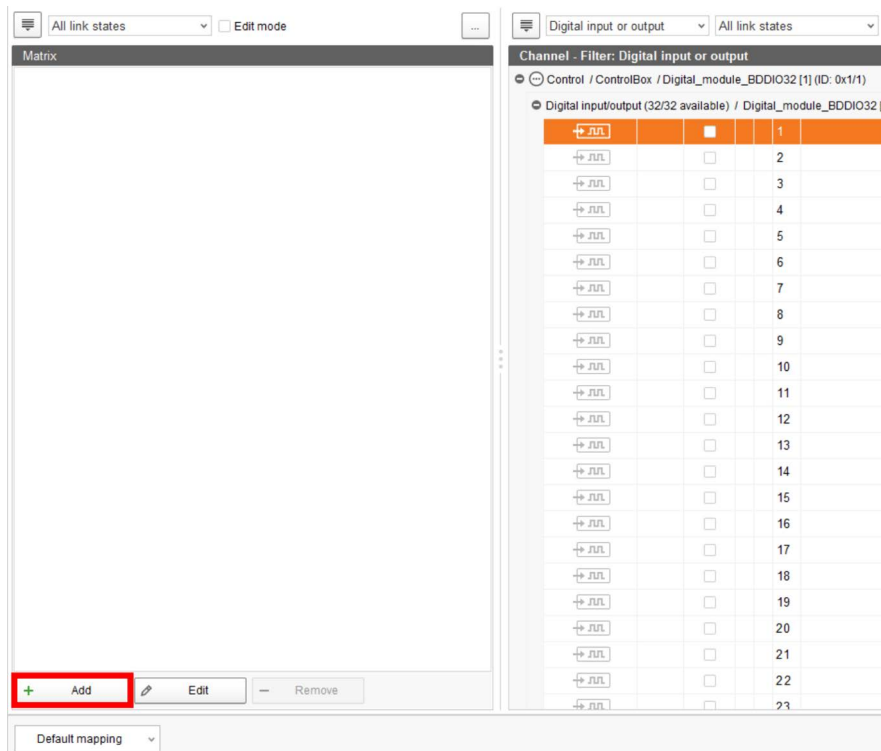 All link states
Edit mode
...
Digital input or output
All link states
Matrix
Channel - Filter: Digital input or output
Control / ControlBox / Digital_module_BDDIO32 [1] (ID: 0x1/1)
Digital input/output (32/32 available) / Digital_module_BDDIO32 [
1
2
3
4
5
6
7
8
9
10
11
12
13
14
15
16
17
18
19
20
21
22
23
Add
Edit
Remove
Default mapping